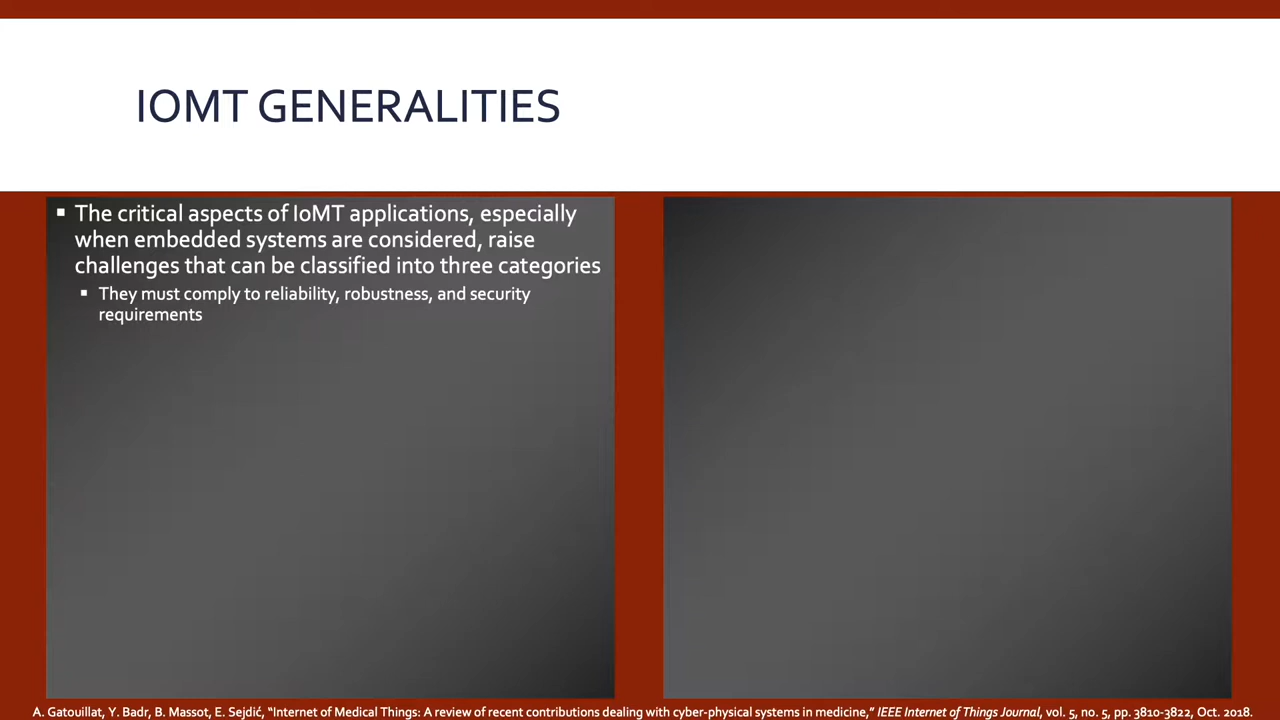 IOMT GENERALITIES
▪ The critical aspects of IoMT applications, especially
when embedded systems are considered, raise
challenges that can be classified into three categories
▪ They must comply to reliability, robustness, and security
requirements
A. Gatouillat, Y. Badr, B. Massot, E. Sejdić, “Internet of Medical Things: A review of recent contributions dealing with cyber-physical systems in medicine,” IEEE Internet of Things Journal, vol. 5, no. 5, pp. 3810-3822, Oct. 2018.